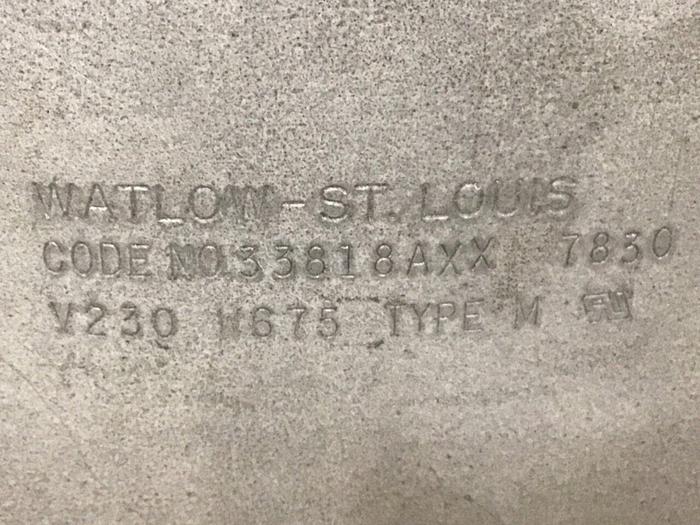 WATLOW-ST. LOUIS
CODE NO.33818AXX 7830
V230 W675 TYPE M